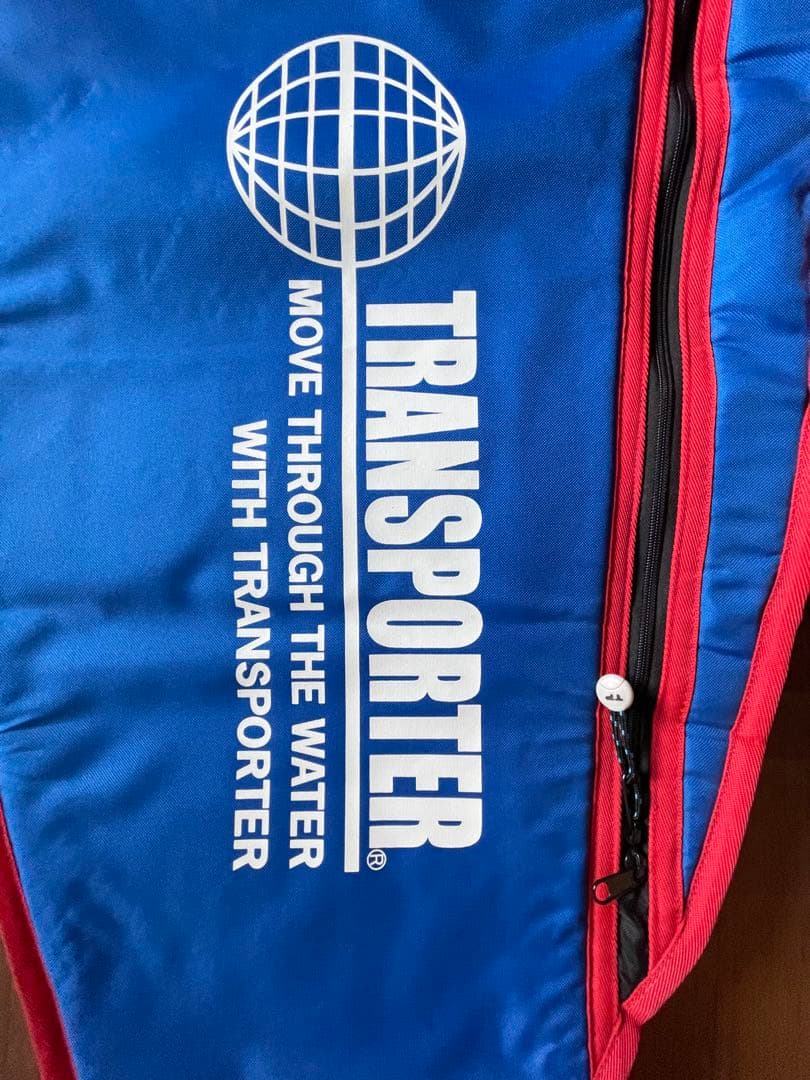 TRANSPORTER®
MOVE THROUGH THE WATER
WITH TRANSPORTER